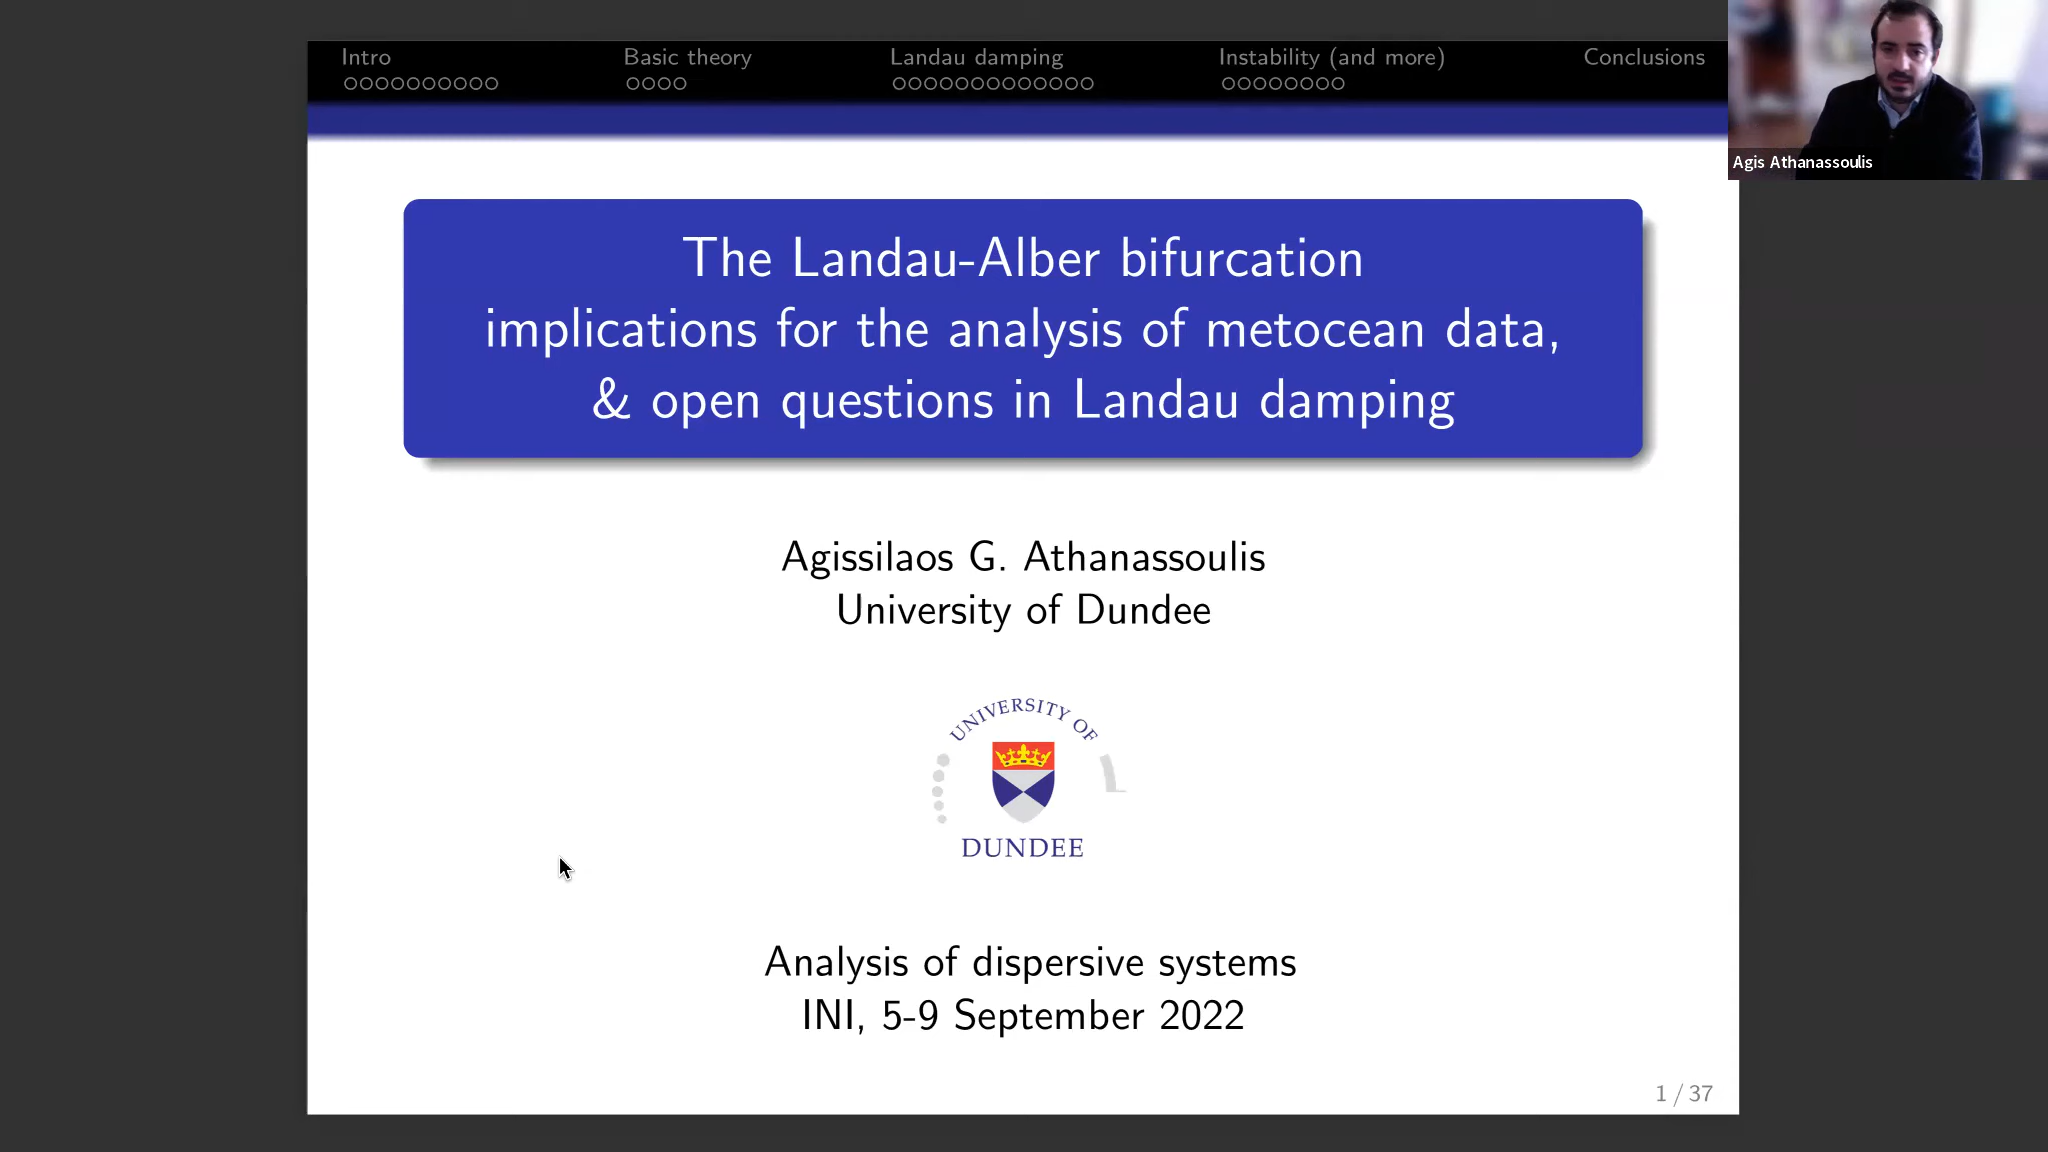 Intro
Basic theory
Landau damping
Instability (and more)
Conclusions
Agis Athanassoulis
The Landau-Alber bifurcation
implications for the analysis of metocean data,
& open questions in Landau damping
Agissilaos G. Athanassoulis
University of Dundee
UNIVERSITY OF
DUNDEE
Analysis of dispersive systems
INI, 5-9 September 2022
1 / 37